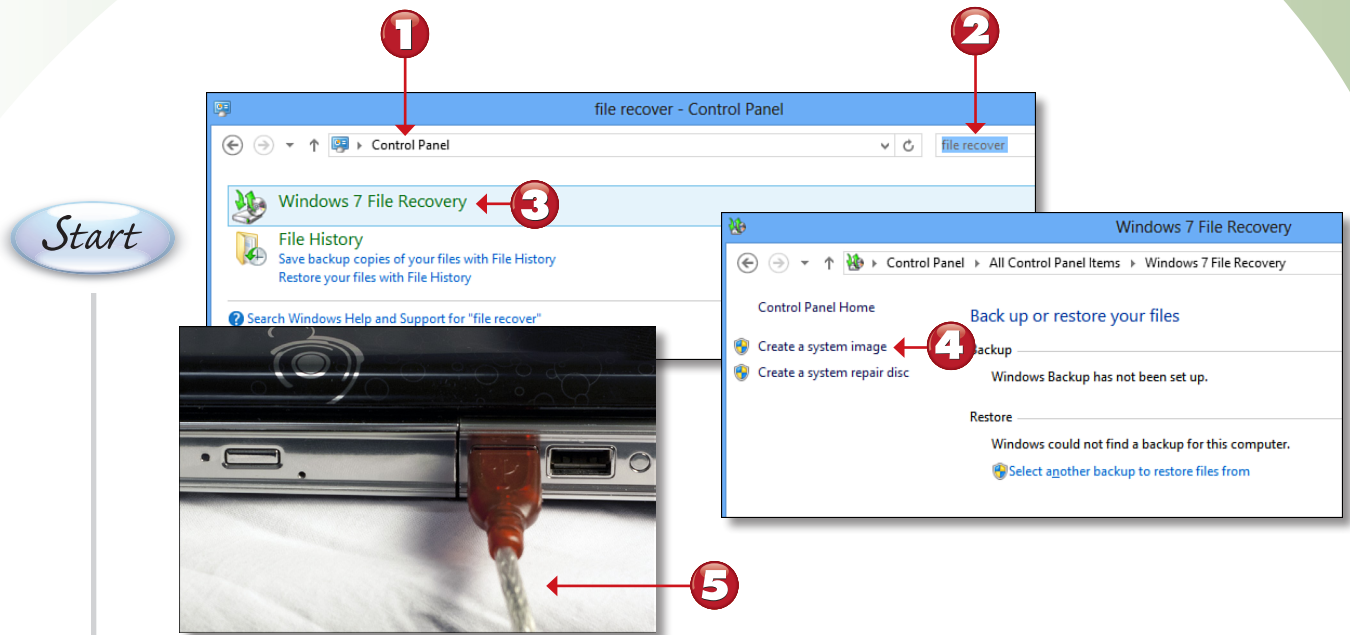 1
2
file recover - Control Panel
Control Panel
file recover
Windows 7 File Recovery
3
File History
Save backup copies of your files with File History
Restore your files with File History
Search Windows Help and Support for "file recover"
Start
Windows 7 File Recovery
Control Panel
All Control Panel Items
Windows 7 File Recovery
Control Panel Home
Create a system image
4
Create a system repair disc
Back up or restore your files
Backup
Windows Backup has not been set up.
Restore
Windows could not find a backup for this computer.
Select another backup to restore files from
5